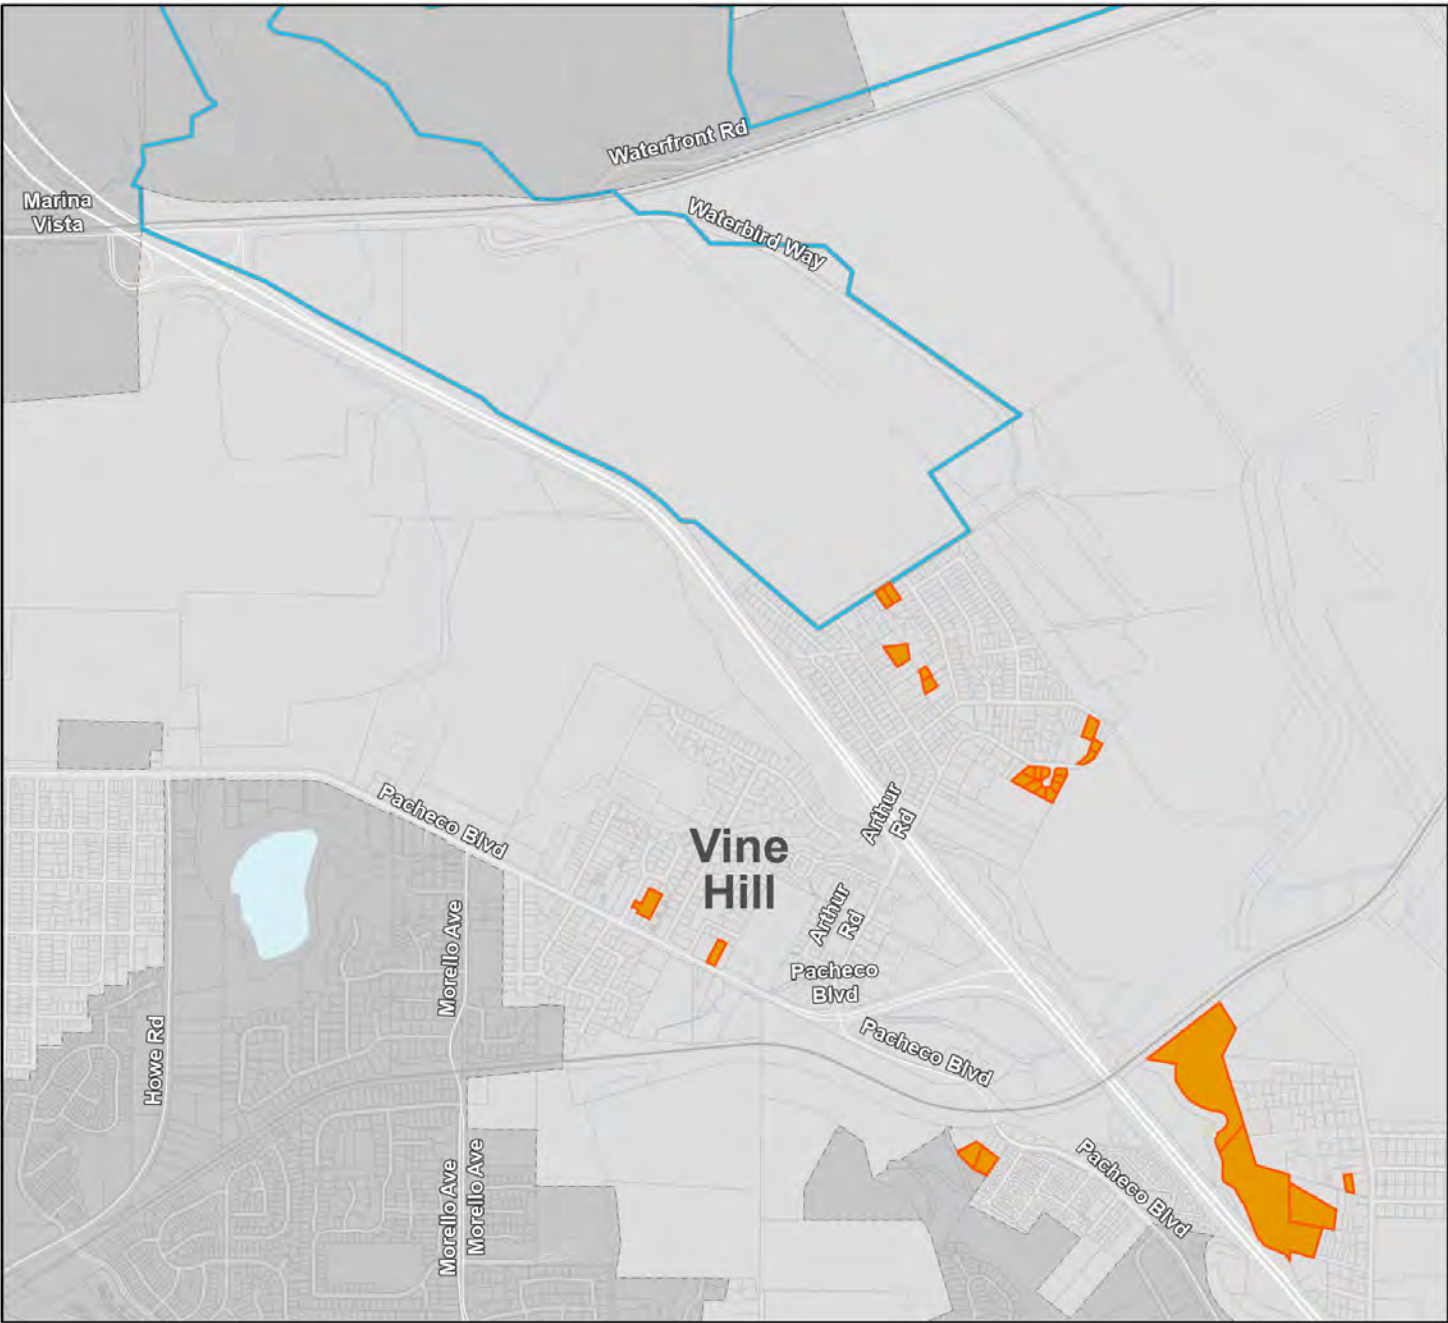 Waterfront Rd
Marina
Vista
Waterbird Way
Pacheco Blvd
Arthur
Rd
Vine
Hill
Arthur
Rd
Morello Ave
Pacheco
Blvd
Howe Rd
Pacheco Blvd
Pacheco Blvd
Morello Ave
Morello Ave